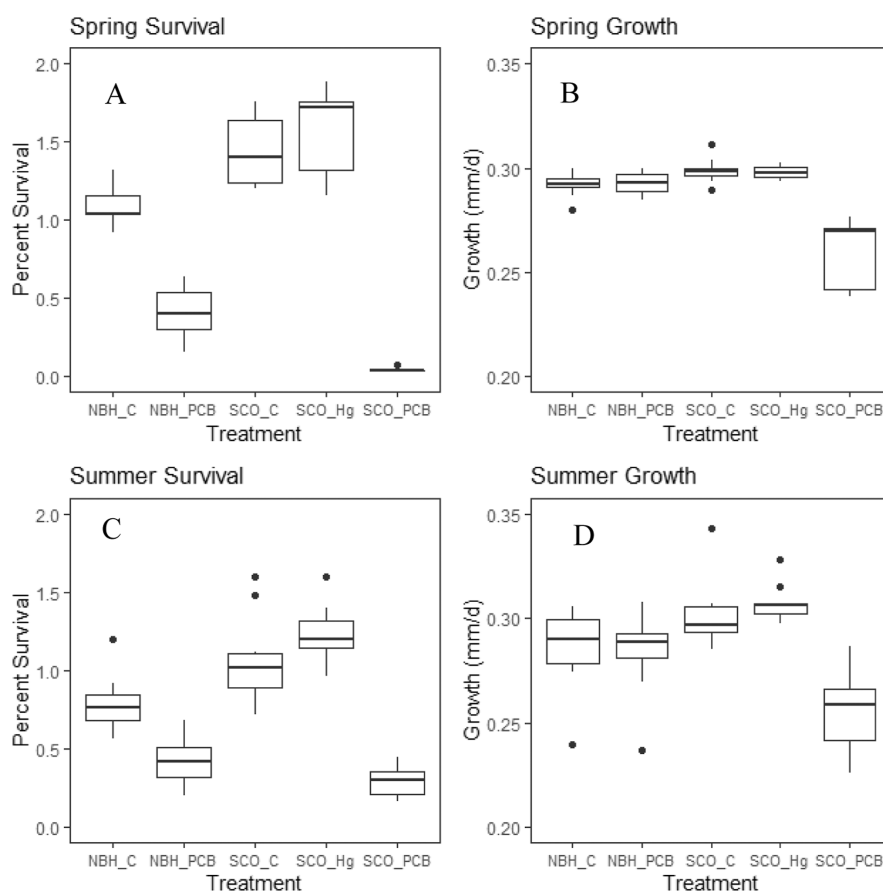 Spring Survival
A
Percent Survival
2.0
1.5
1.0
0.5
0.0
NBH_C NBH_PCB SCO_C SCO_Hg SCO_PCB
Treatment
Spring Growth
B
Growth (mm/d)
0.35
0.30
0.25
0.20
NBH_C NBH_PCB SCO_C SCO_Hg SCO_PCB
Treatment
Summer Survival
C
Percent Survival
2.0
1.5
1.0
0.5
0.0
NBH_C NBH_PCB SCO_C SCO_Hg SCO_PCB
Treatment
Summer Growth
D
Growth (mm/d)
0.35
0.30
0.25
0.20
NBH_C NBH_PCB SCO_C SCO_Hg SCO_PCB
Treatment